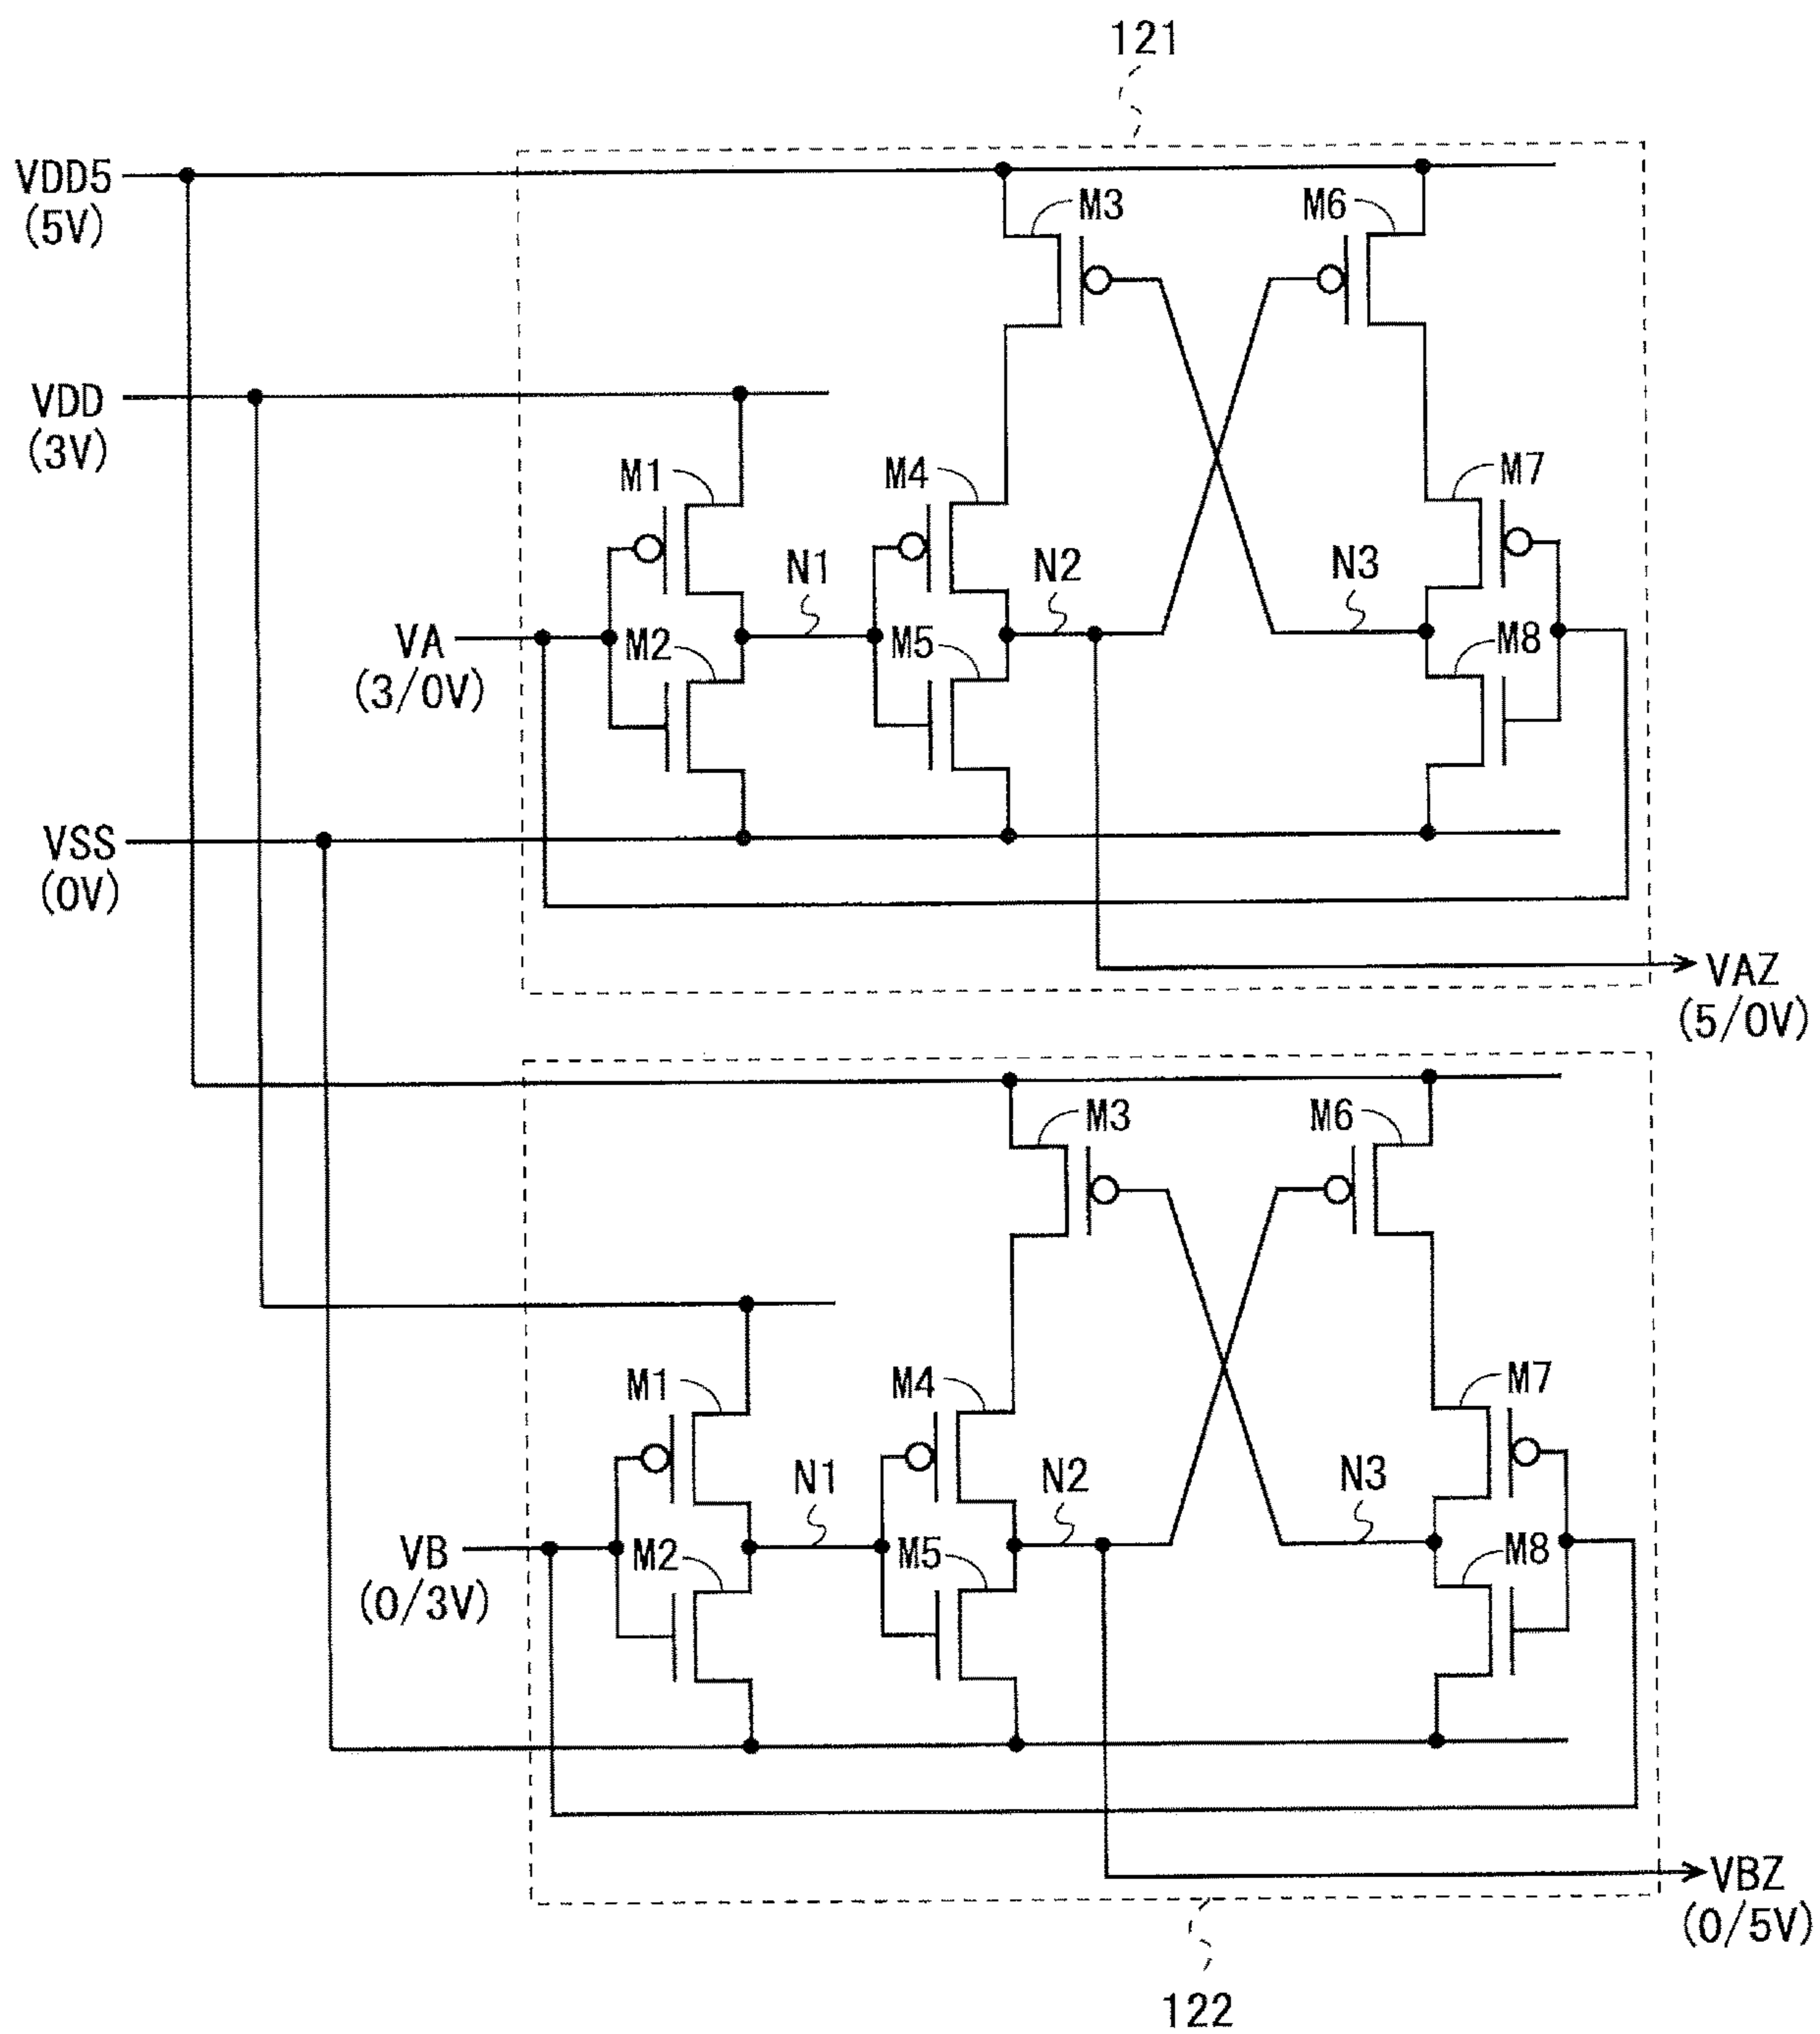 121
VDD5
(5V)
M3
M6
VDD
(3V)
M1
M4
M7
N1
N2
N3
VA
(3/0V)
M2
M5
M8
VSS
(0V)
VAZ
(5/0V)
M3
M6
M1
M4
M7
N1
N2
N3
VB
(0/3V)
M2
M5
M8
VBZ
(0/5V)
122